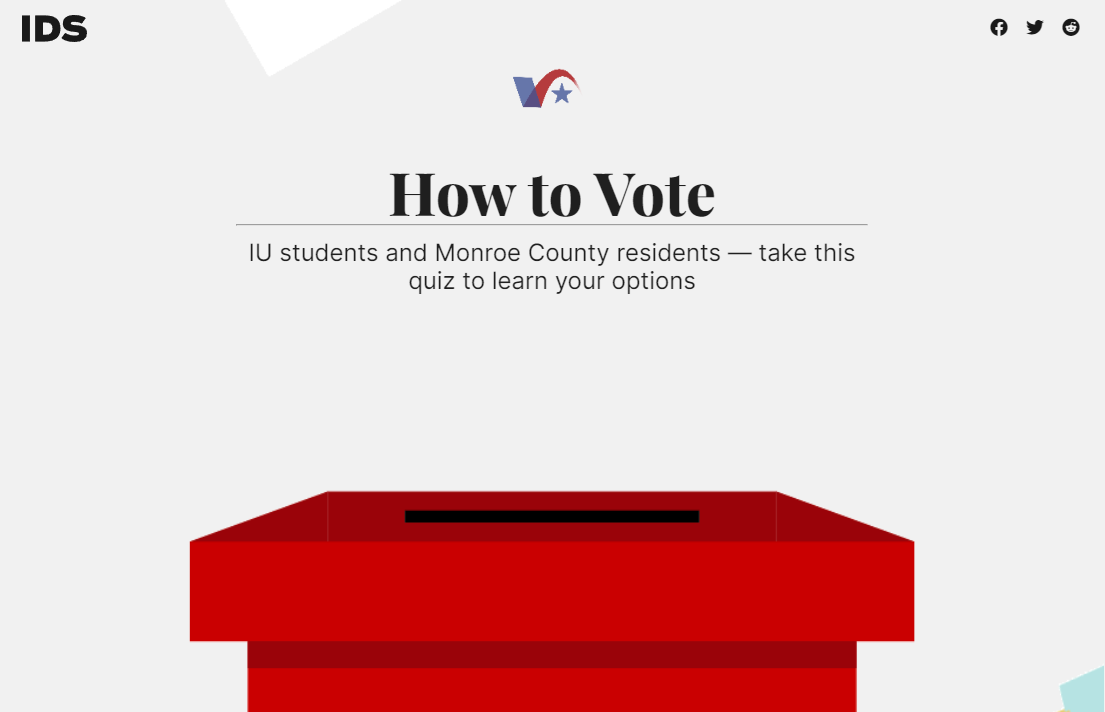 IDS
How to Vote
IU students and Monroe County residents — take this
quiz to learn your options